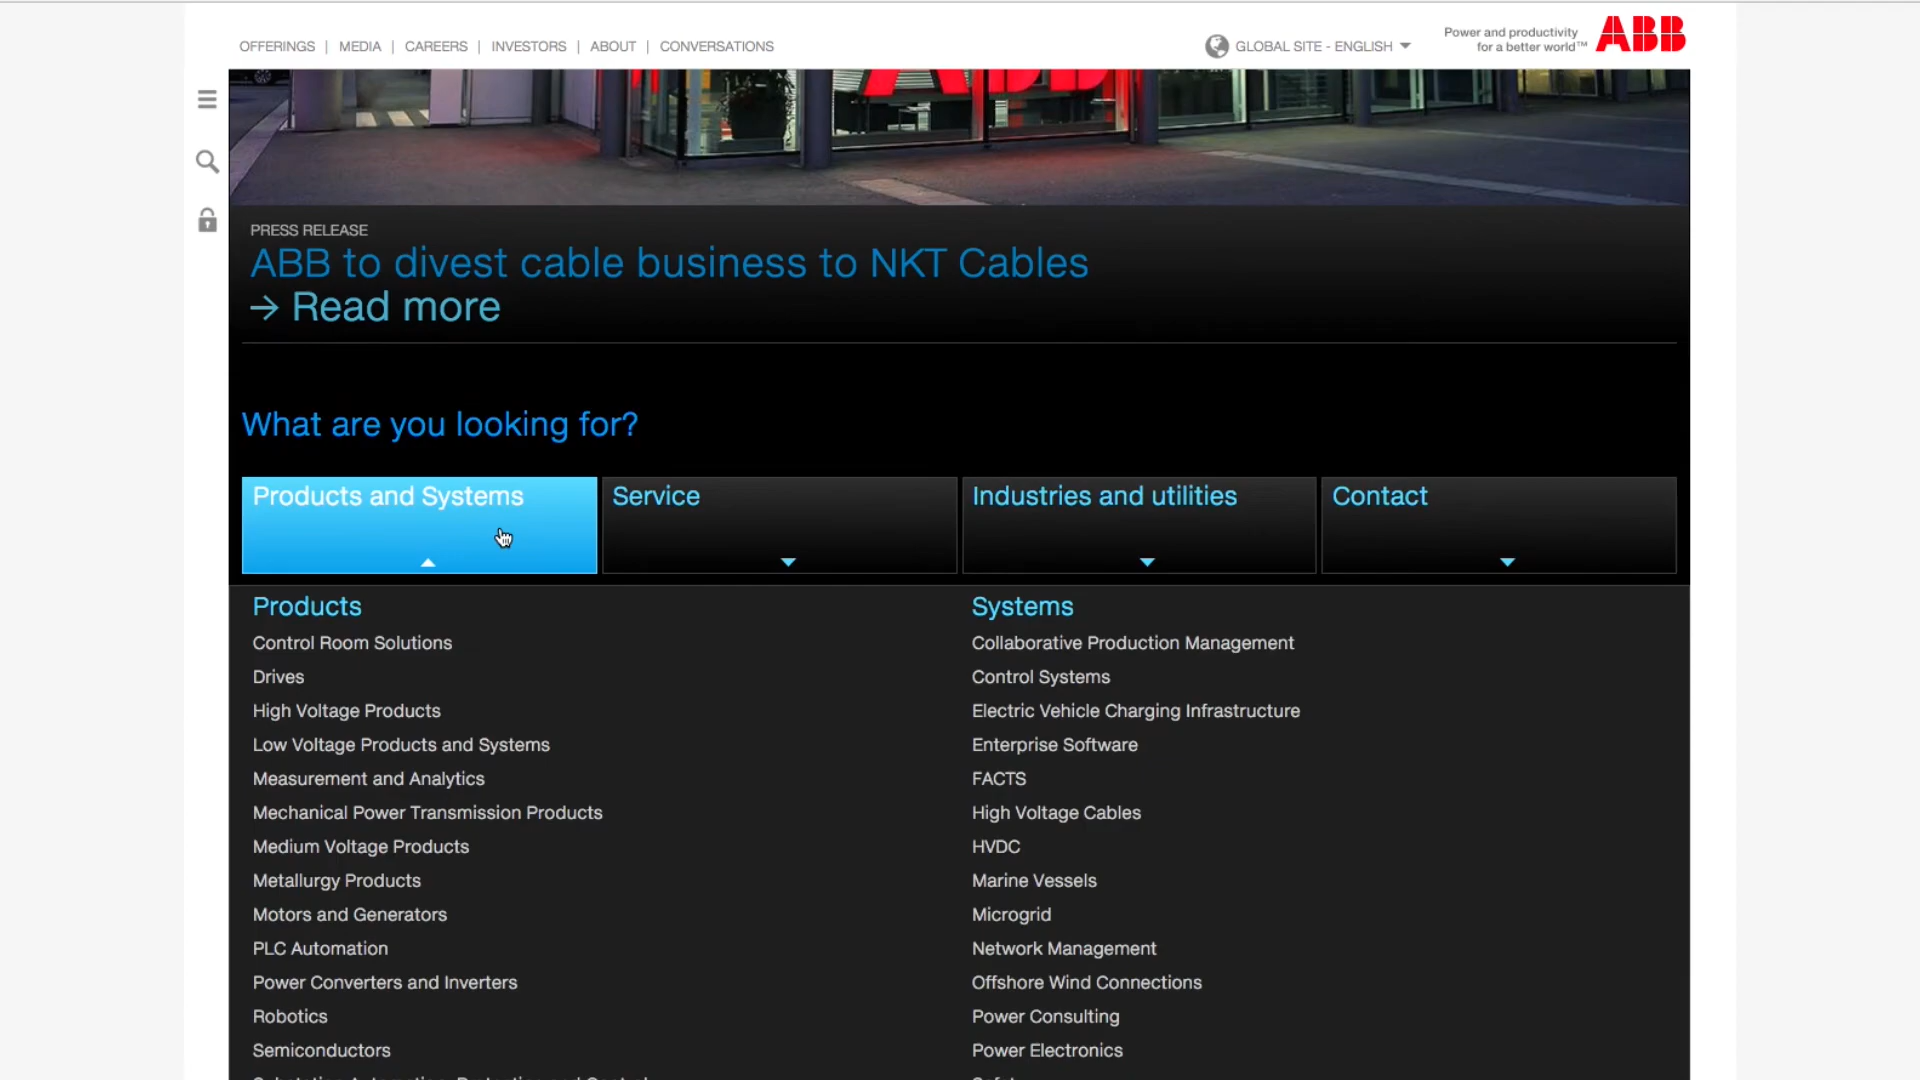 OFFERINGS | MEDIA | CAREERS | INVESTORS | ABOUT | CONVERSATIONS
GLOBAL SITE - ENGLISH
Power and productivity
for a better world™
ABB
ABB
PRESS RELEASE
ABB to divest cable business to NKT Cables
→ Read more
What are you looking for?
Products and Systems
Service
Industries and utilities
Contact
Products
Control Room Solutions
Drives
High Voltage Products
Low Voltage Products and Systems
Measurement and Analytics
Mechanical Power Transmission Products
Medium Voltage Products
Metallurgy Products
Motors and Generators
PLC Automation
Power Converters and Inverters
Robotics
Semiconductors
Systems
Collaborative Production Management
Control Systems
Electric Vehicle Charging Infrastructure
Enterprise Software
FACTS
High Voltage Cables
HVDC
Marine Vessels
Microgrid
Network Management
Offshore Wind Connections
Power Consulting
Power Electronics